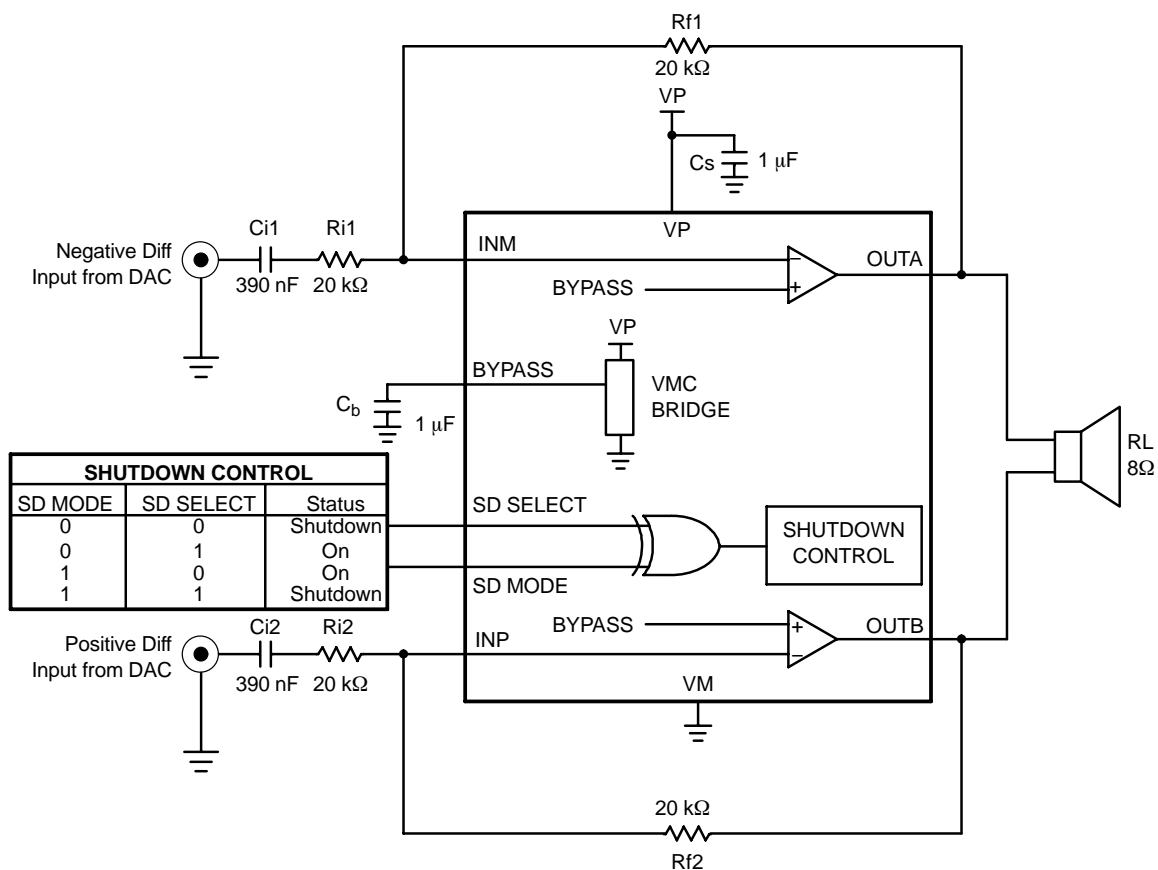 Rf1
20 kΩ
VP
Cs
1 μF
VP
Ci1
Ri1
Negative Diff
Input from DAC
390 nF
20 kΩ
INM
−
+
OUTA
BYPASS
VP
BYPASS
VMC
BRIDGE
Cb
1 μF
RL
8Ω
SHUTDOWN CONTROL
SD MODE SD SELECT Status
0 0 Shutdown
0 1 On
1 0 On
1 1 Shutdown
SD SELECT
SD MODE
SHUTDOWN
CONTROL
Positive Diff
Input from DAC
Ci2
Ri2
390 nF
20 kΩ
INP
BYPASS
+
−
OUTB
VM
20 kΩ
Rf2